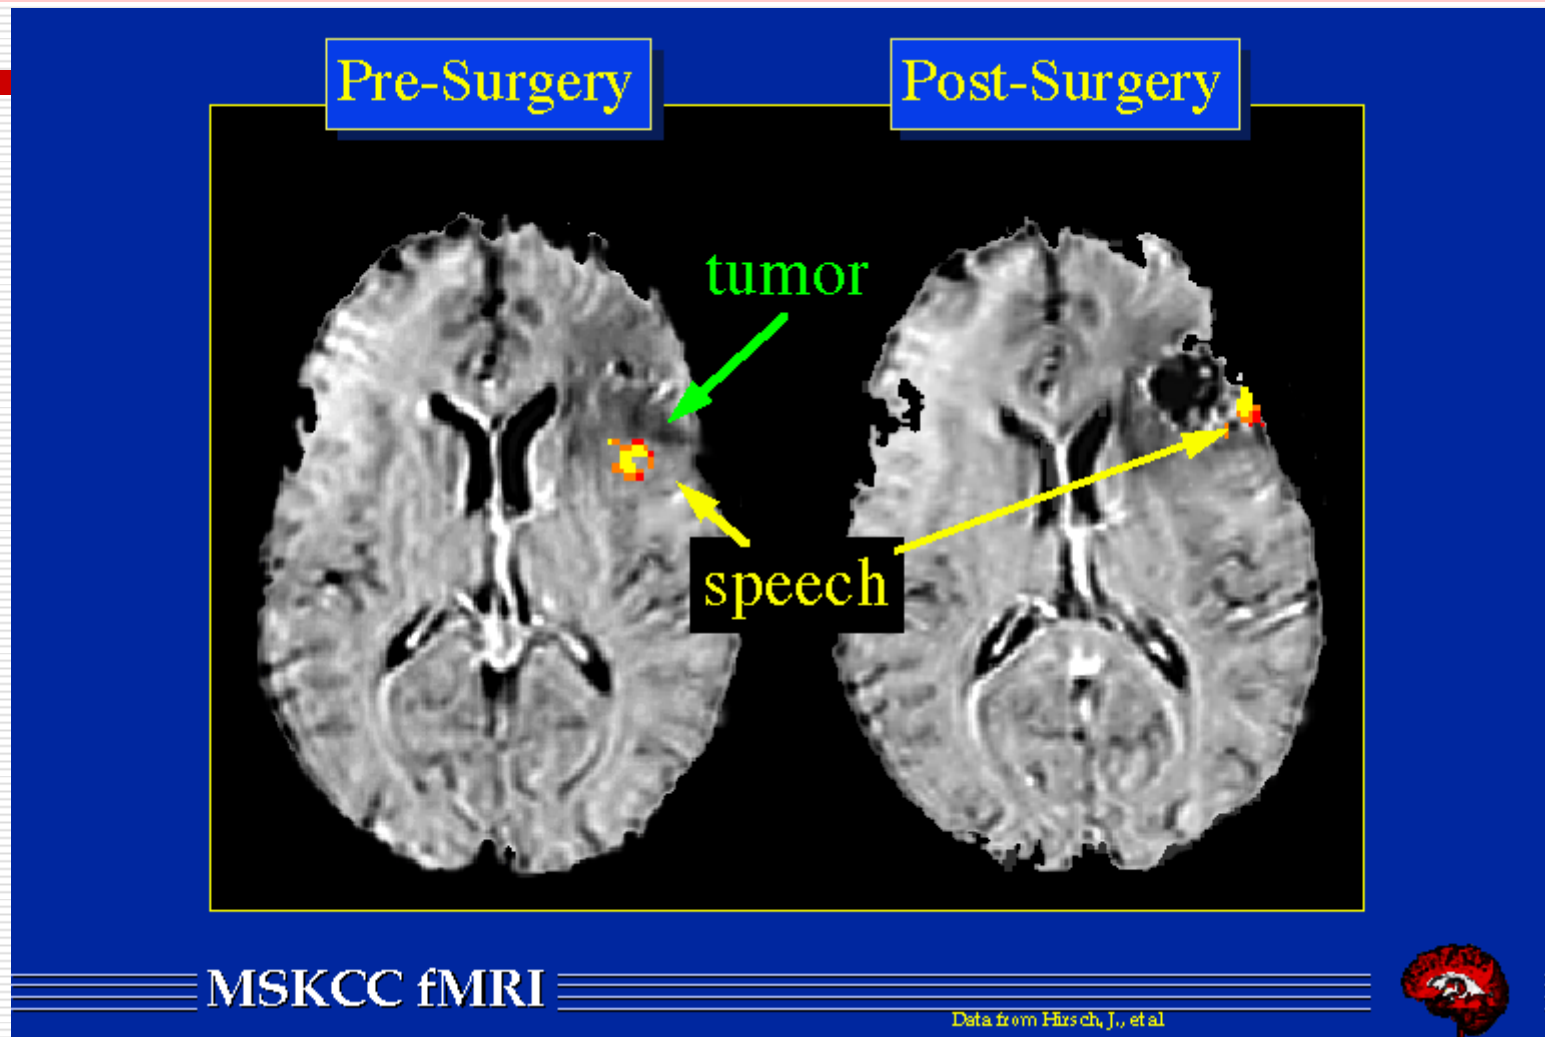 Pre-Surgery
Post-Surgery
tumor
speech
MSKCC fMRI
Data from Hirsch, J., et al